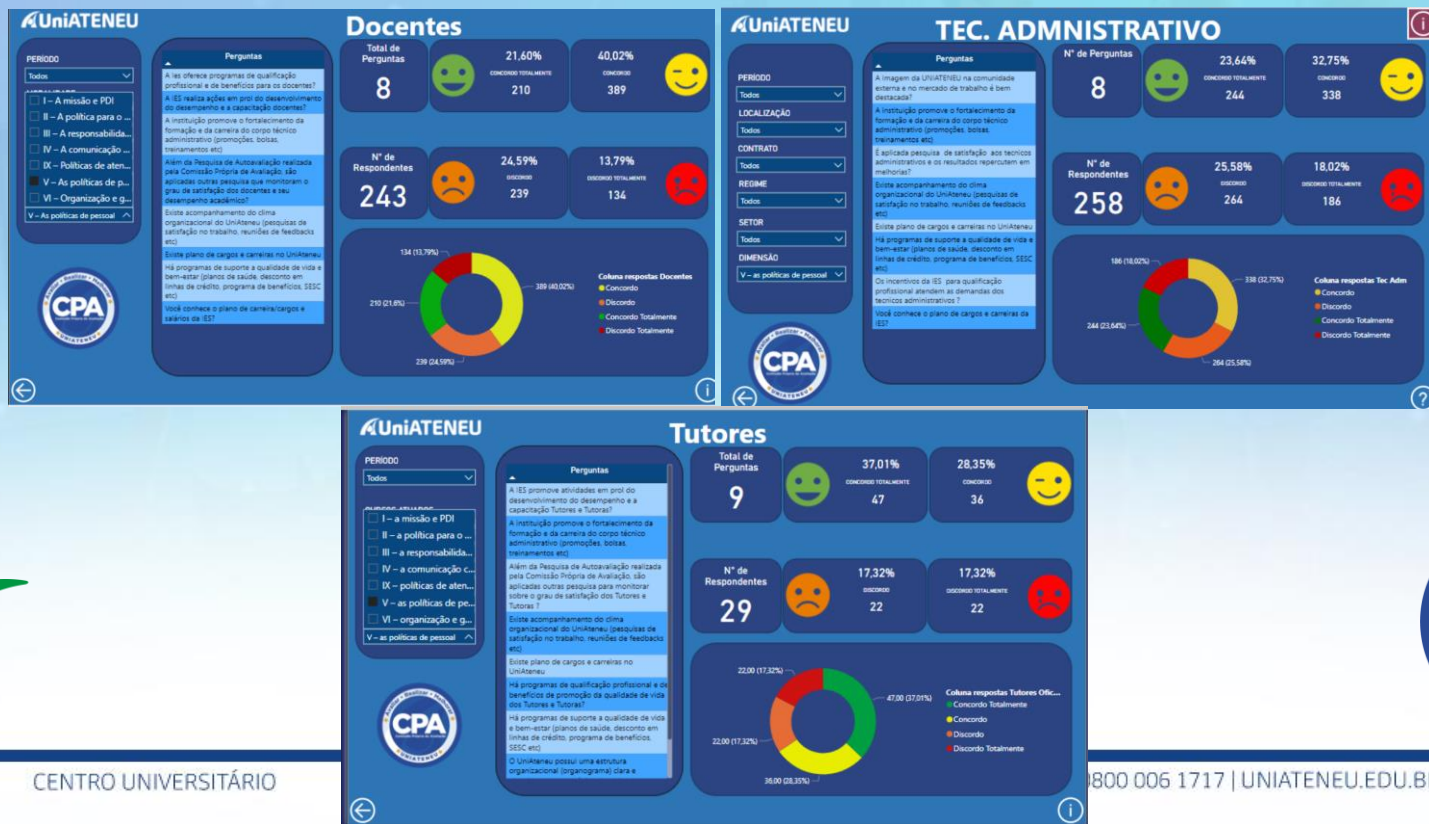 UniATENEU
Docentes
PERÍODO
Todos
I – A missão e PDI
II – A política para o ...
III – A responsabilida...
IV – A comunicação ...
IX – Políticas de aten...
V – As políticas de p...
VI – Organização e g...
V – As políticas de pessoal
CPA
UNIATENEU
Perguntas
A Ies oferece programas de qualificação
profissional e de benefícios para os docentes?
A IES realiza ações em prol do desenvolvimento
do desempenho e a capacitação docentes?
A instituição promove o fortalecimento da
formação e da carreira do corpo técnico
administrativo (promoções, bolsas,
treinamentos etc)
Além da Pesquisa de Autoavaliação realizada
pela Comissão Própria de Avaliação, são
aplicadas outras pesquisa que monitoram o
grau de satisfação dos docentes e seu
desempenho acadêmico?
Existe acompanhamento do clima
organizacional do UniAteneu (pesquisas de
satisfação no trabalho, reuniões de feedbacks
etc)
Existe plano de cargos e carreiras no UniAteneu
Há programas de suporte a qualidade de vida e
bem-estar (planos de saúde, desconto em
linhas de crédito, programa de benefícios, SESC
etc)
Você conhece o plano de carreira/cargos e
salários da IES?
Total de
Perguntas
8
21,60%
CONCORDO TOTALMENTE
210
40,02%
CONCORDO
389
N° de
Respondentes
243
24,59%
DISCORDO
239
13,79%
DISCORDO TOTALMENTE
134
134 (13,79%)
389 (40,02%)
210 (21,6%)
239 (24,59%)
Coluna respostas Docentes
Concordo
Discordo
Concordo Totalmente
Discordo Totalmente
UniATENEU
TEC. ADMNISTRATIVO
PERÍODO
Todos
LOCALIZAÇÃO
Todos
CONTRATO
Todos
REGIME
Todos
SETOR
Todos
DIMENSÃO
V – as políticas de pessoal
CPA
UNIATENEU
Perguntas
A Imagem da UNIATENEU na comunidade
externa e no mercado de trabalho é bem
destacada?
A instituição promove o fortalecimento da
formação e da carreira do corpo técnico
administrativo (promoções, bolsas,
treinamentos etc)
É aplicada pesquisa de satisfação aos tecnicos
administrativos e os resultados repercutem em
melhorias?
Existe acompanhamento do clima
organizacional do UniAteneu (pesquisas de
satisfação no trabalho, reuniões de feedbacks
etc)
Existe plano de cargos e carreiras no UniAteneu
Há programas de suporte a qualidade de vida e
bem-estar (planos de saúde, desconto em
linhas de crédito, programa de benefícios, SESC
etc)
Os incentivos da IES para qualificação
profissional atendem as demandas dos
tecnicos administrativos ?
Você conhece o plano de cargos e carreiras da
IES?
N° de Perguntas
8
23,64%
CONCORDO TOTALMENTE
244
32,75%
CONCORDO
338
N° de
Respondentes
258
25,58%
DISCORDO
264
18,02%
DISCORDO TOTALMENTE
186
186 (18,02%)
338 (32,75%)
244 (23,64%)
264 (25,58%)
Coluna respostas Tec Adm
Concordo
Discordo
Concordo Totalmente
Discordo Totalmente
UniATENEU
Tutores
PERÍODO
Todos
I – a missão e PDI
II – a política para o ...
III – a responsabilida...
IV – a comunicação c...
IX – políticas de aten...
V – as políticas de pe...
VI – organização e g...
V – as políticas de pessoal
CPA
UNIATENEU
Perguntas
A IES promove atividades em prol do
desenvolvimento do desempenho e a
capacitação Tutores e Tutoras?
A instituição promove o fortalecimento da
formação e da carreira do corpo técnico
administrativo (promoções, bolsas,
treinamentos etc)
Além da Pesquisa de Autoavaliação realizada
pela Comissão Própria de Avaliação, são
aplicadas outras pesquisa para monitorar
sobre o grau de satisfação dos Tutores e
Tutoras ?
Existe acompanhamento do clima
organizacional do UniAteneu (pesquisas de
satisfação no trabalho, reuniões de feedbacks
etc)
Existe plano de cargos e carreiras no
UniAteneu
Há programas de qualificação profissional e de
benefícios de promoção da qualidade de vida
dos Tutores e Tutoras?
Há programas de suporte a qualidade de vida
e bem-estar (planos de saúde, desconto em
linhas de crédito, programa de benefícios,
SESC etc)
O UniAteneu possui uma estrutura
organizacional (organograma) clara e
Total de
Perguntas
9
37,01%
CONCORDO TOTALMENTE
47
28,35%
CONCORDO
36
N° de
Respondentes
29
17,32%
DISCORDO
22
17,32%
DISCORDO TOTALMENTE
22
22,00 (17,32%)
47,00 (37,01%)
22,00 (17,32%)
36,00 (28,35%)
Coluna respostas Tutores Ofic...
Concordo Totalmente
Concordo
Discordo
Discordo Totalmente
CENTRO UNIVERSITÁRIO
0800 006 1717 | UNIATENEU.EDU.B